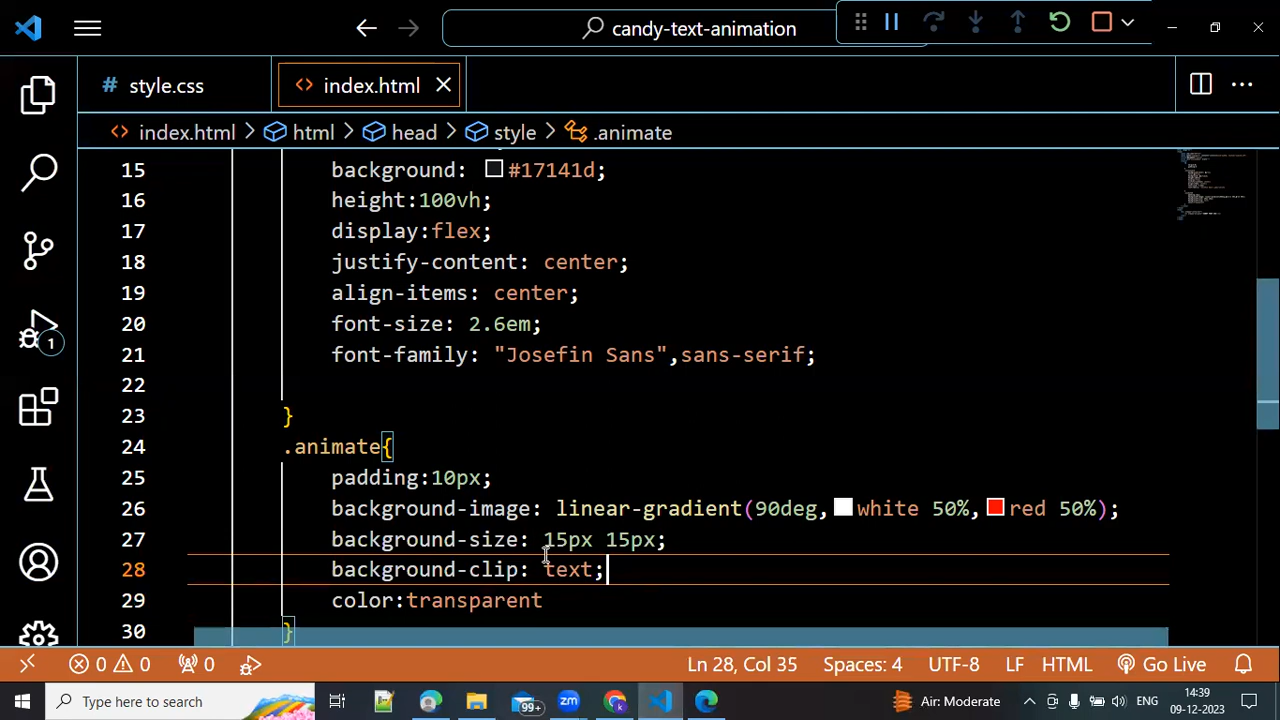 candy-text-animation
# style.css
<> index.html
<> index.html > html > head > style > .animate
15 background: #17141d;
16 height:100vh;
17 display:flex;
18 justify-content: center;
19 align-items: center;
20 font-size: 2.6em;
21 font-family: "Josefin Sans",sans-serif;
22
23 }
24 .animate{
25 padding:10px;
26 background-image: linear-gradient(90deg,white 50%,red 50%);
27 background-size: 15px 15px;
28 background-clip: text;
29 color:transparent
30 }
1
0 0 0 Ln 28, Col 35 Spaces: 4 UTF-8 LF HTML Go Live
Type here to search 99+ zm Air: Moderate ENG 14:39
09-12-2023